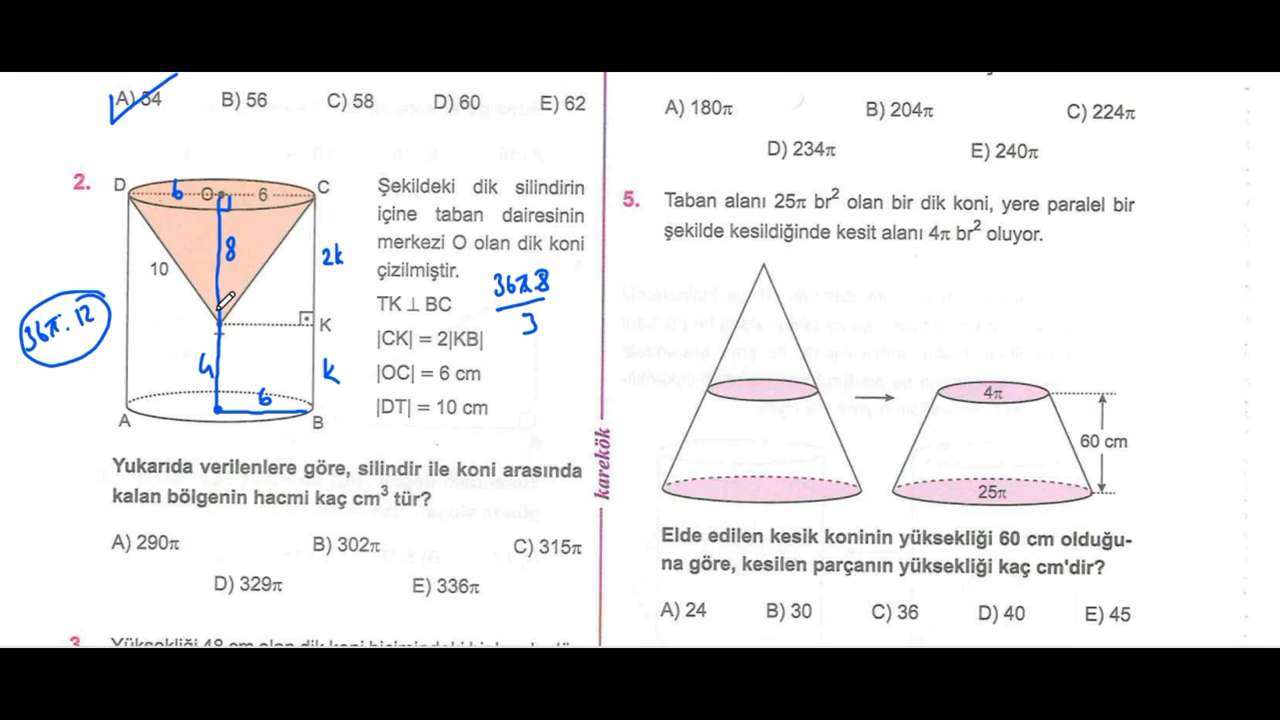 A) 54 B) 56 C) 58 D) 60 E) 62
2.
D 6 O 6 C
8
10
2k
K
4
k
6
A B
36π.12
Şekildeki dik silindirin
içine taban dairesinin
merkezi O olan dik koni
çizilmiştir.
TK ⊥ BC
|CK| = 2|KB|
|OC| = 6 cm
|DT| = 10 cm
36π.8
3
Yukarıda verilenlere göre, silindir ile koni arasında
kalan bölgenin hacmi kaç cm³ tür?
A) 290π B) 302π C) 315π
D) 329π E) 336π
3
karekök
A) 180π B) 204π C) 224π
D) 234π E) 240π
5. Taban alanı 25π br² olan bir dik koni, yere paralel bir
şekilde kesildiğinde kesit alanı 4π br² oluyor.
4π
60 cm
25π
Elde edilen kesik koninin yüksekliği 60 cm olduğu-
na göre, kesilen parçanın yüksekliği kaç cm'dir?
A) 24 B) 30 C) 36 D) 40 E) 45